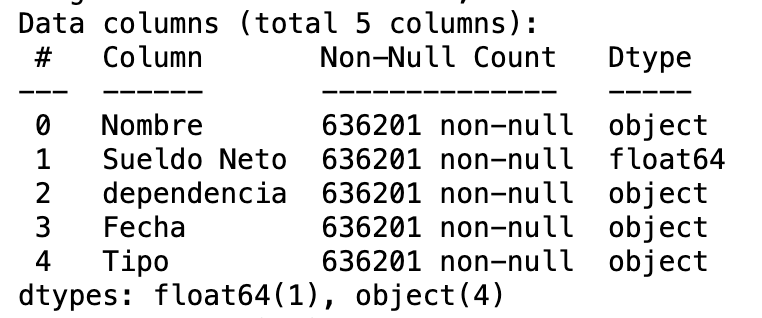 Data columns (total 5 columns):
 #   Column       Non-Null Count   Dtype
---  ------       --------------   -----
 0   Nombre       636201 non-null  object
 1   Sueldo Neto  636201 non-null  float64
 2   dependencia  636201 non-null  object
 3   Fecha        636201 non-null  object
 4   Tipo         636201 non-null  object
dtypes: float64(1), object(4)